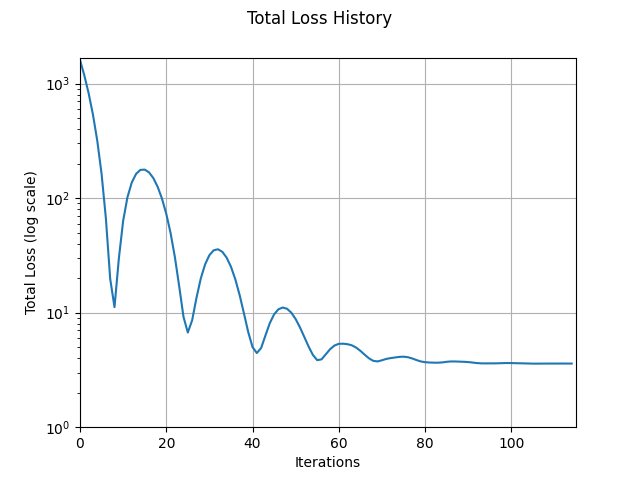 Total Loss History
Total Loss (log scale)
10³
10²
10¹
10⁰
0 20 40 60 80 100
Iterations